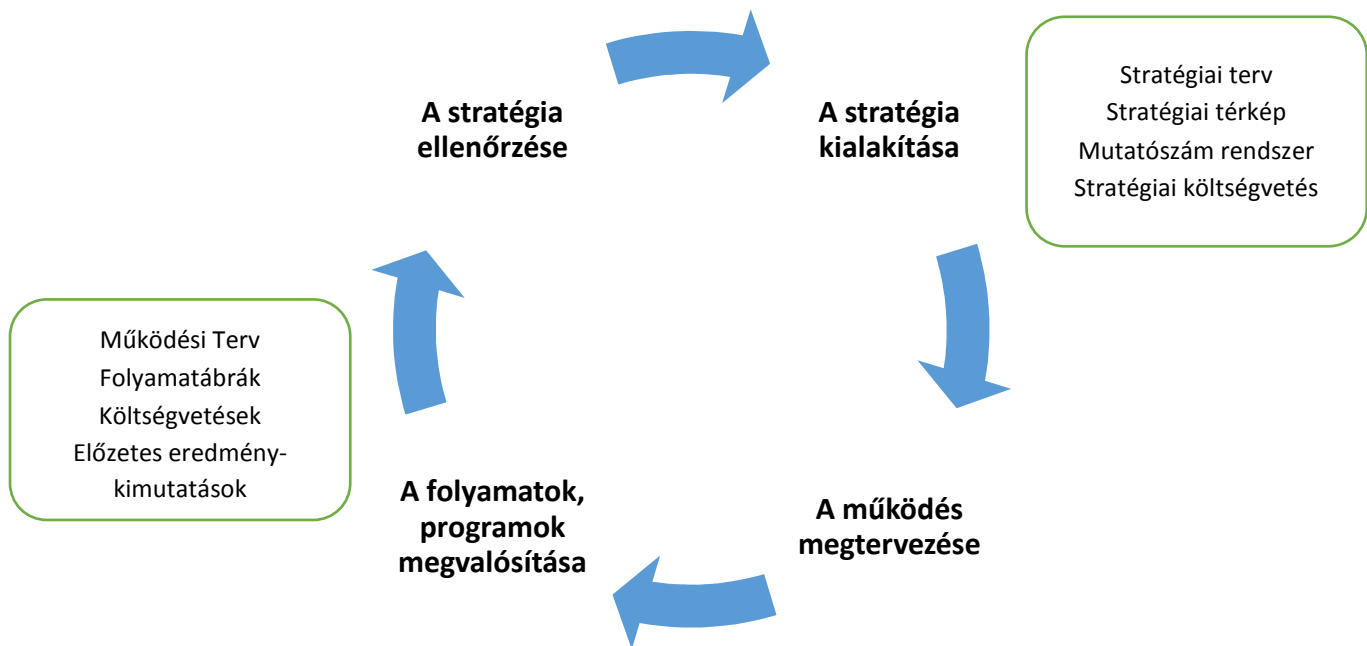 A stratégia
ellenőrzése
A stratégia
kialakítása
Stratégiai terv
Stratégiai térkép
Mutatószám rendszer
Stratégiai költségvetés
Működési Terv
Folyamatábrák
Költségvetések
Előzetes eredmény-
kimutatások
A folyamatok,
programok
megvalósítása
A működés
megtervezése